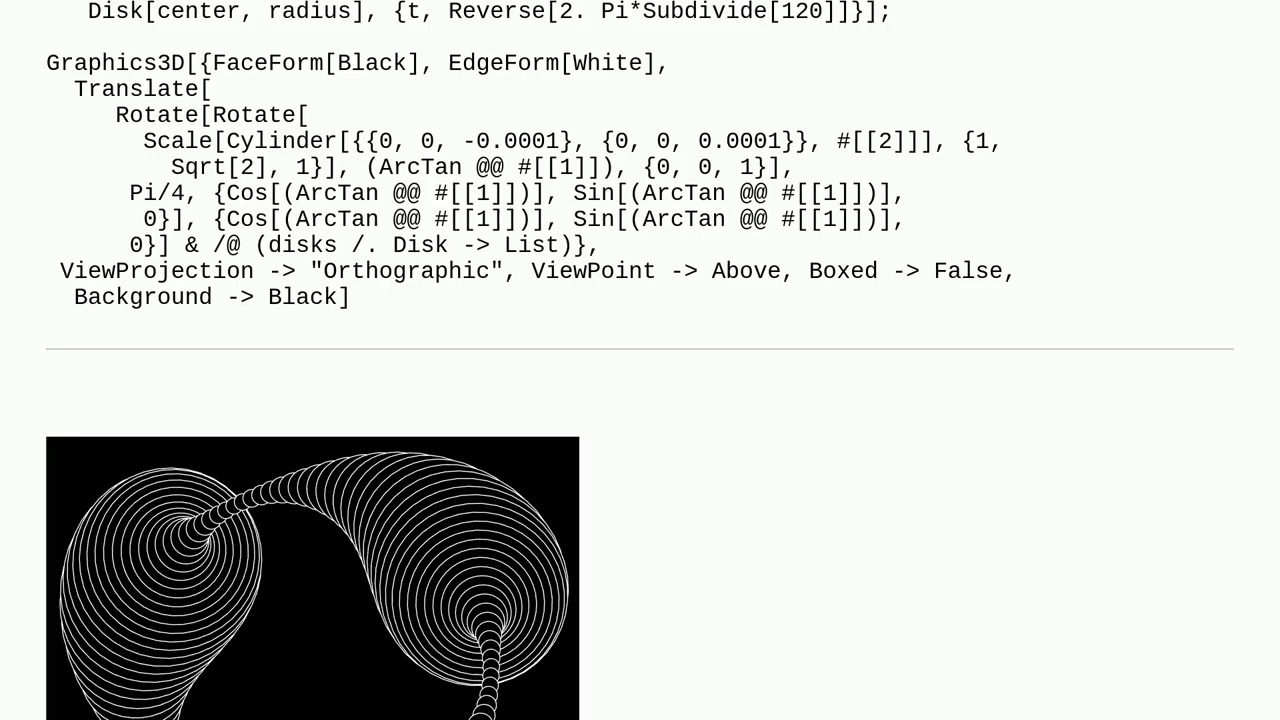 Disk[center, radius], {t, Reverse[2. Pi*Subdivide[120]]}];
Graphics3D[{FaceForm[Black], EdgeForm[White],
Translate[
Rotate[Rotate[
Scale[Cylinder[{{0, 0, -0.0001}, {0, 0, 0.0001}}, #[[2]]], {1,
Sqrt[2], 1}], (ArcTan @@ #[[1]]), {0, 0, 1}],
Pi/4, {Cos[(ArcTan @@ #[[1]])], Sin[(ArcTan @@ #[[1]])],
0}], {Cos[(ArcTan @@ #[[1]])], Sin[(ArcTan @@ #[[1]])],
0}] & /@ (disks /. Disk -> List)},
ViewProjection -> "Orthographic", ViewPoint -> Above, Boxed -> False,
Background -> Black]